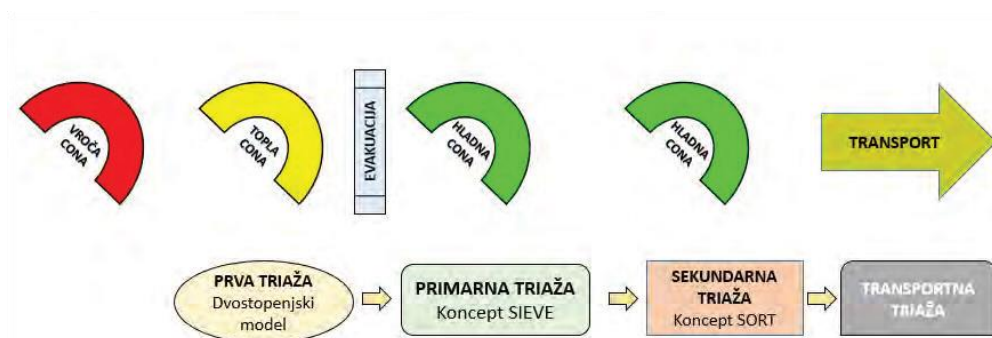 VROČA
CONA
TOPLA
CONA
EVAKUACIJA
HLADNA
CONA
HLADNA
CONA
TRANSPORT
PRVA TRIAŽA
Dvostopenjski
model
PRIMARNA TRIAŽA
Koncept SIEVE
SEKUNDARNA
TRIAŽA
Koncept SORT
TRANSPORTNA
TRIAŽA